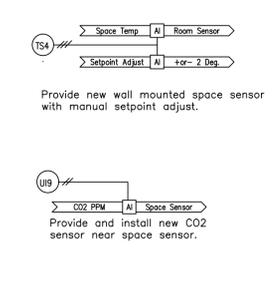 Space Temp AI Room Sensor
TS4
Setpoint Adjust AI +or- 2 Deg.
Provide new wall mounted space sensor
with manual setpoint adjust.
UI9
CO2 PPM AI Space Sensor
Provide and install new CO2
sensor near space sensor.